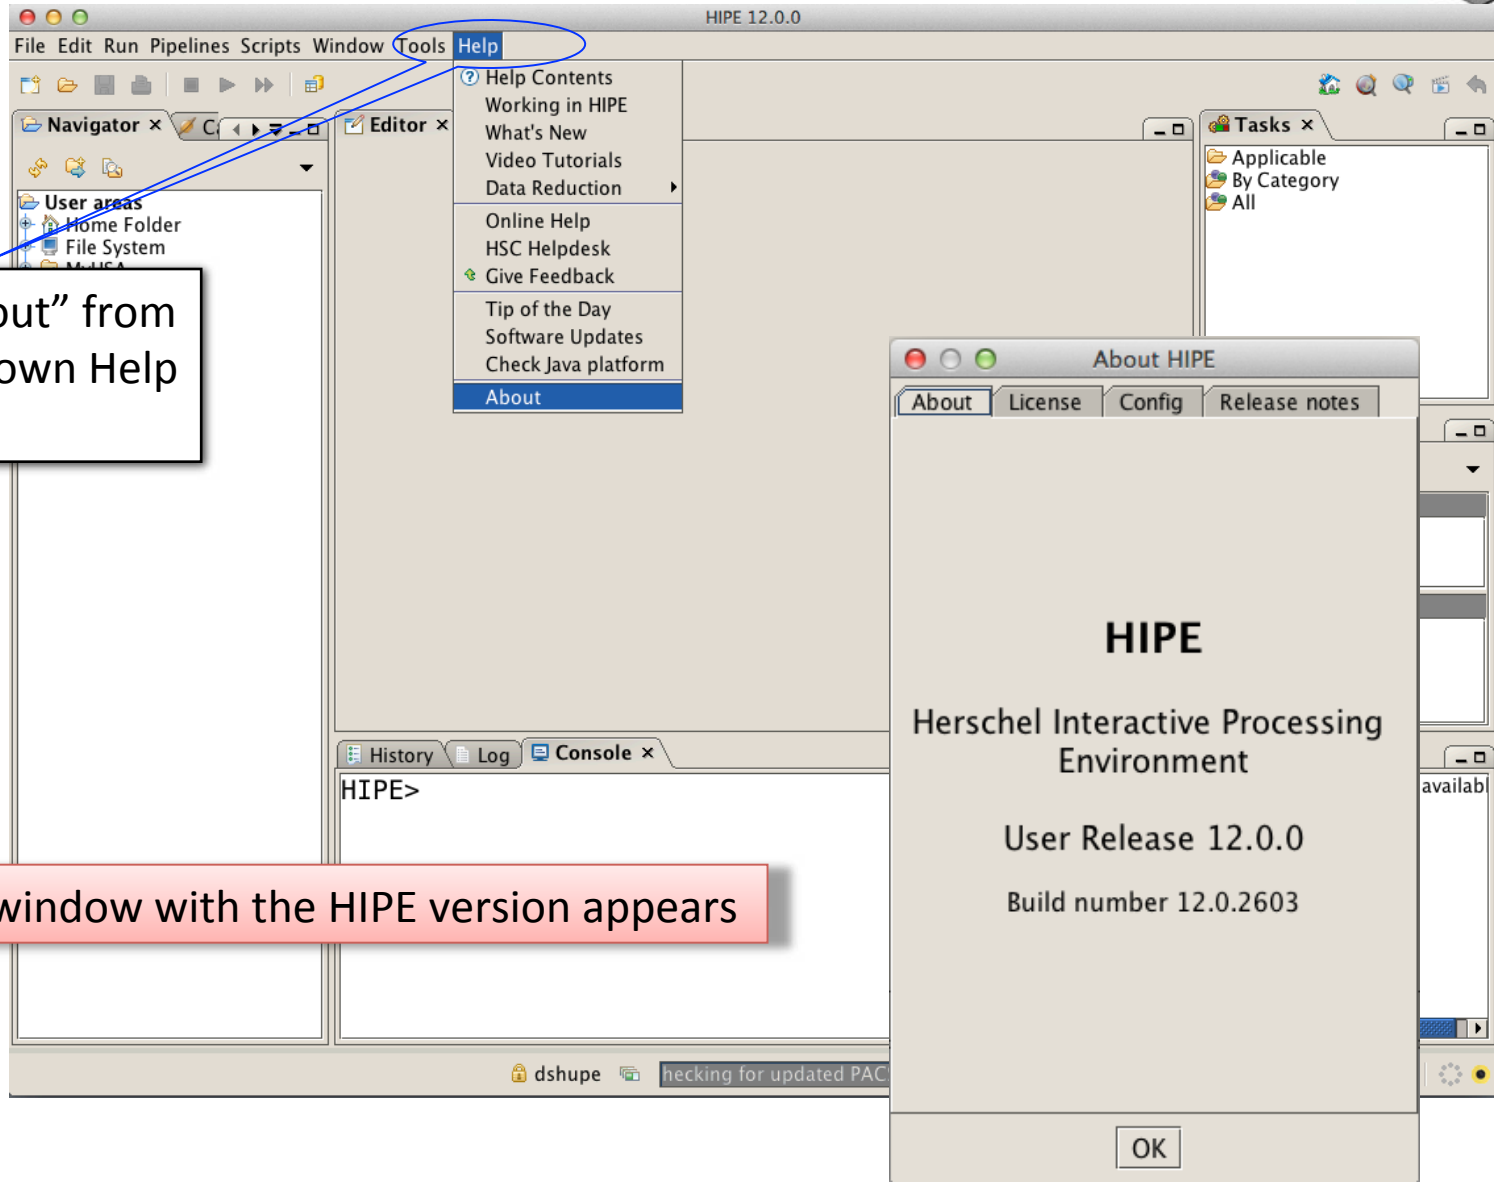 HIPE 12.0.0
File Edit Run Pipelines Scripts Window Tools Help
Help Contents
Working in HIPE
What's New
Video Tutorials
Data Reduction
Online Help
HSC Helpdesk
Give Feedback
Tip of the Day
Software Updates
Check Java platform
About
Navigator
Editor
Tasks
Applicable
By Category
All
User areas
Home Folder
File System
out” from
own Help
About HIPE
About License Config Release notes
HIPE
Herschel Interactive Processing
Environment
User Release 12.0.0
Build number 12.0.2603
OK
History Log Console
HIPE>
availabl
window with the HIPE version appears
dshupe
hecking for updated PAC